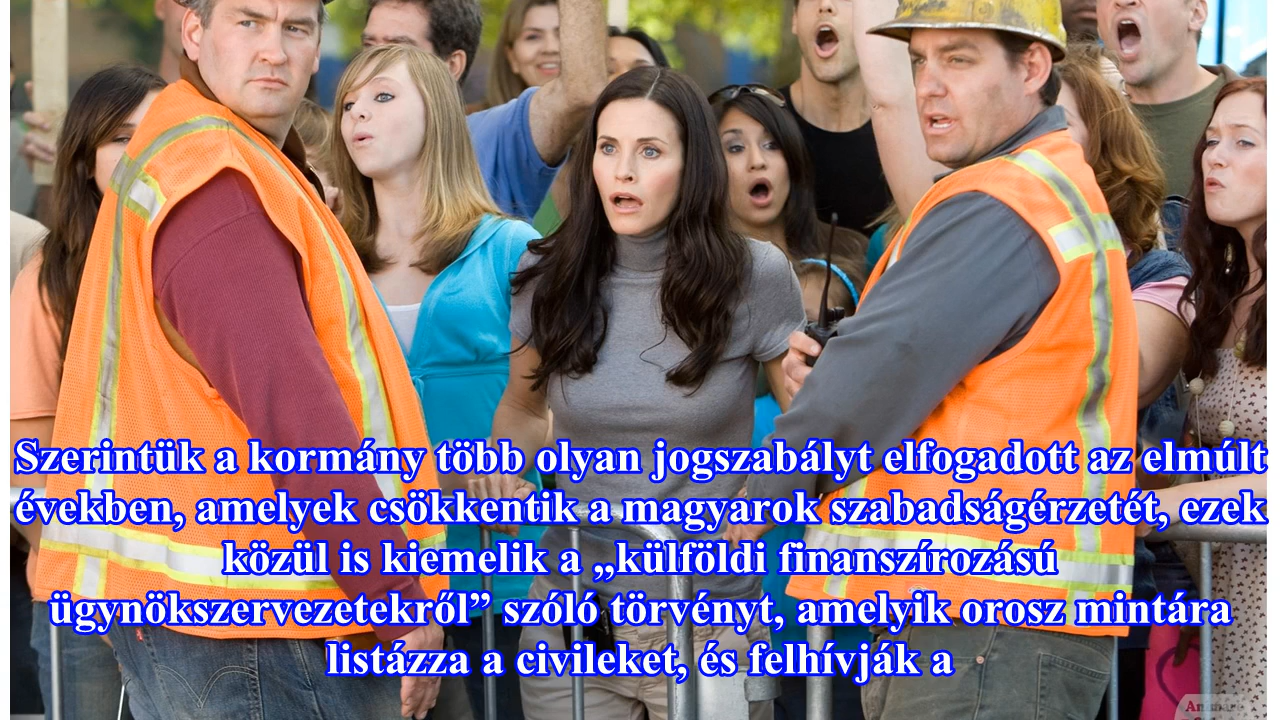 Szerintük a kormány több olyan jogszabályt elfogadott az elmúlt
években, amelyek csökkentik a magyarok szabadságérzetét, ezek
közül is kiemelik a „külföldi finanszírozású
ügynökszervezetekről” szóló törvényt, amelyik orosz mintára
listázza a civileket, és felhívják a